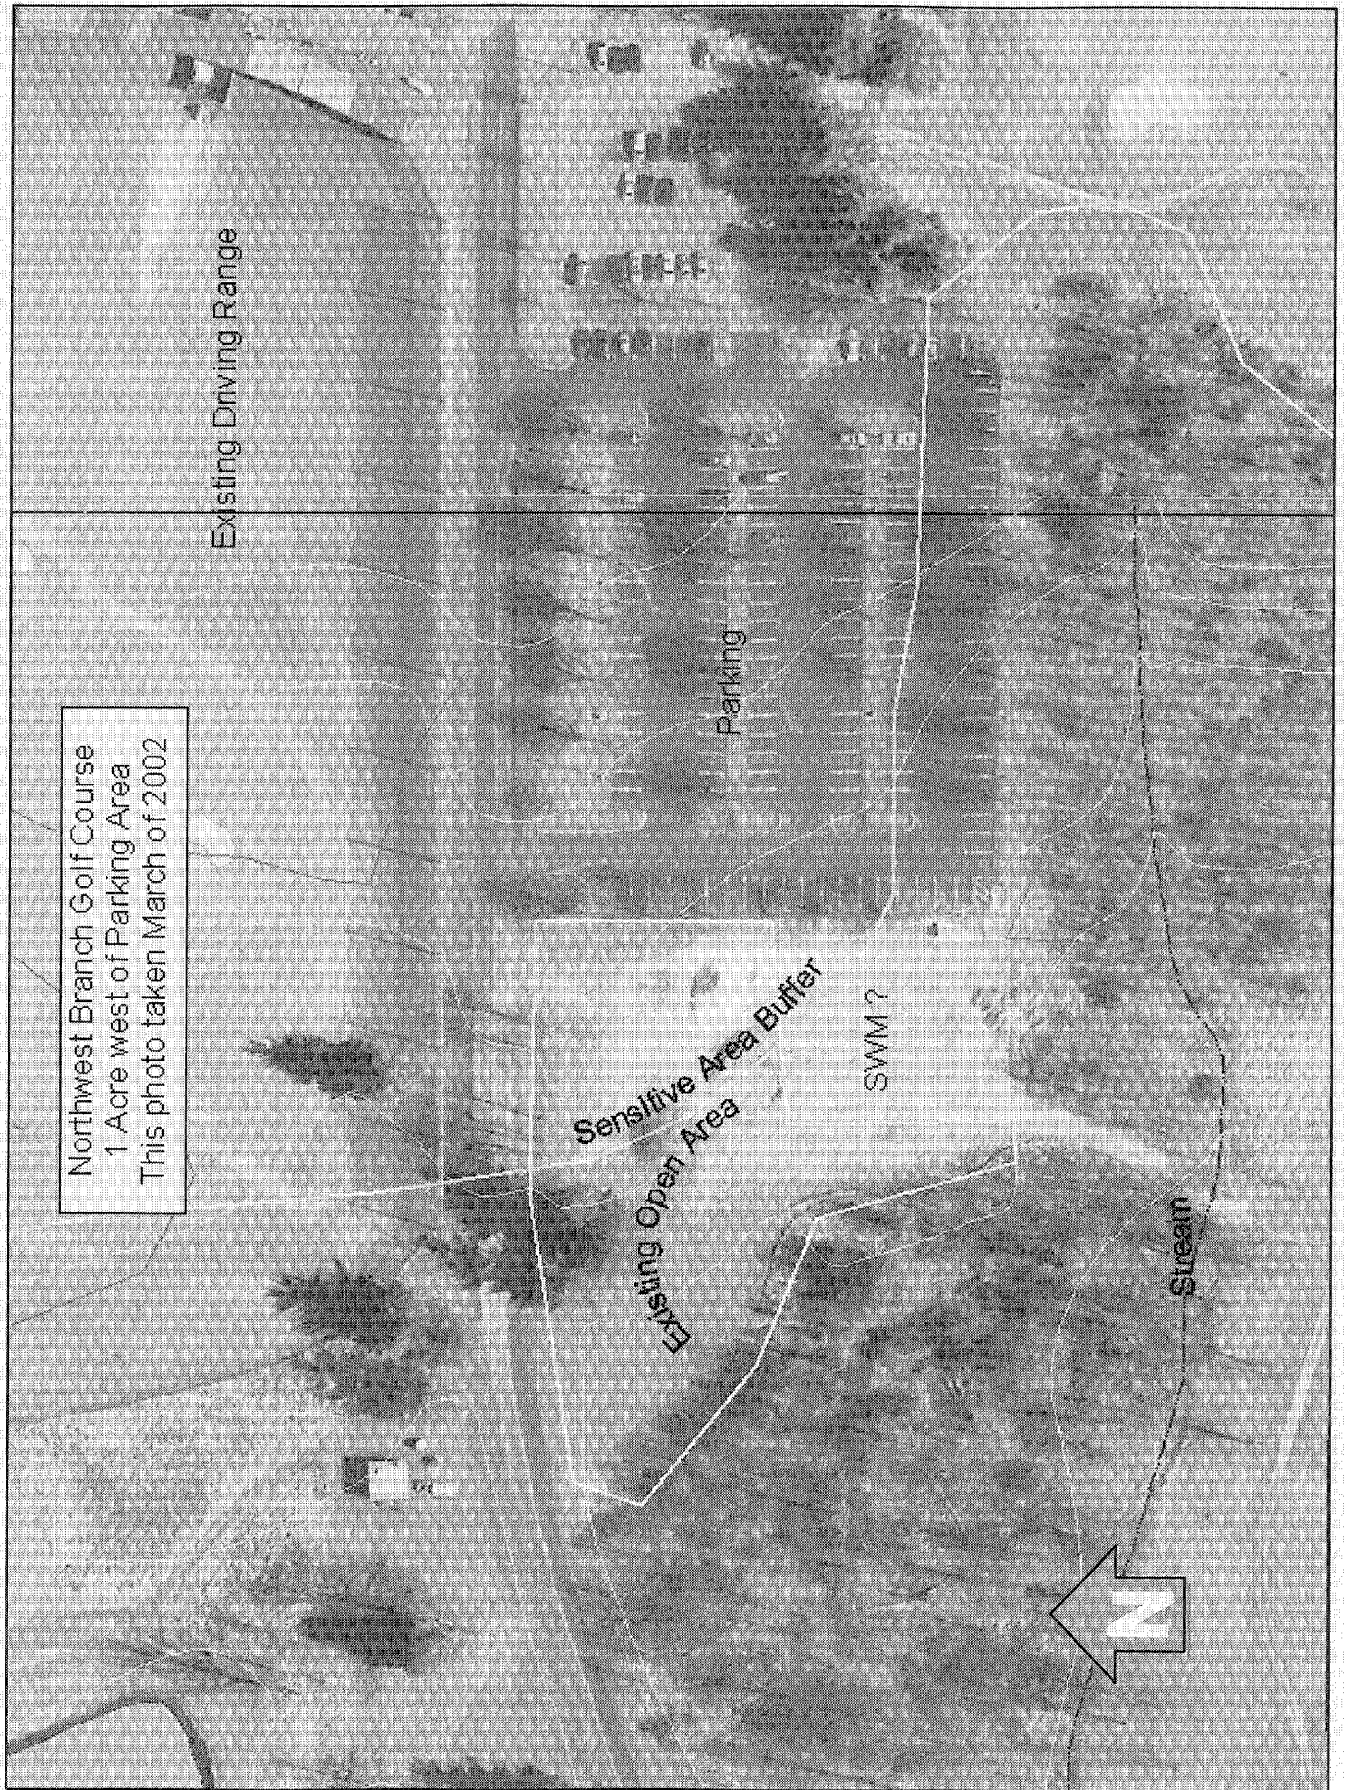 Northwest Branch Golf Course
1 Acre west of Parking Area
This photo taken March of 2002
Existing Driving Range
Parking
Sensitive Area Buffer
Existing Open Area
SWM ?
Stream
N